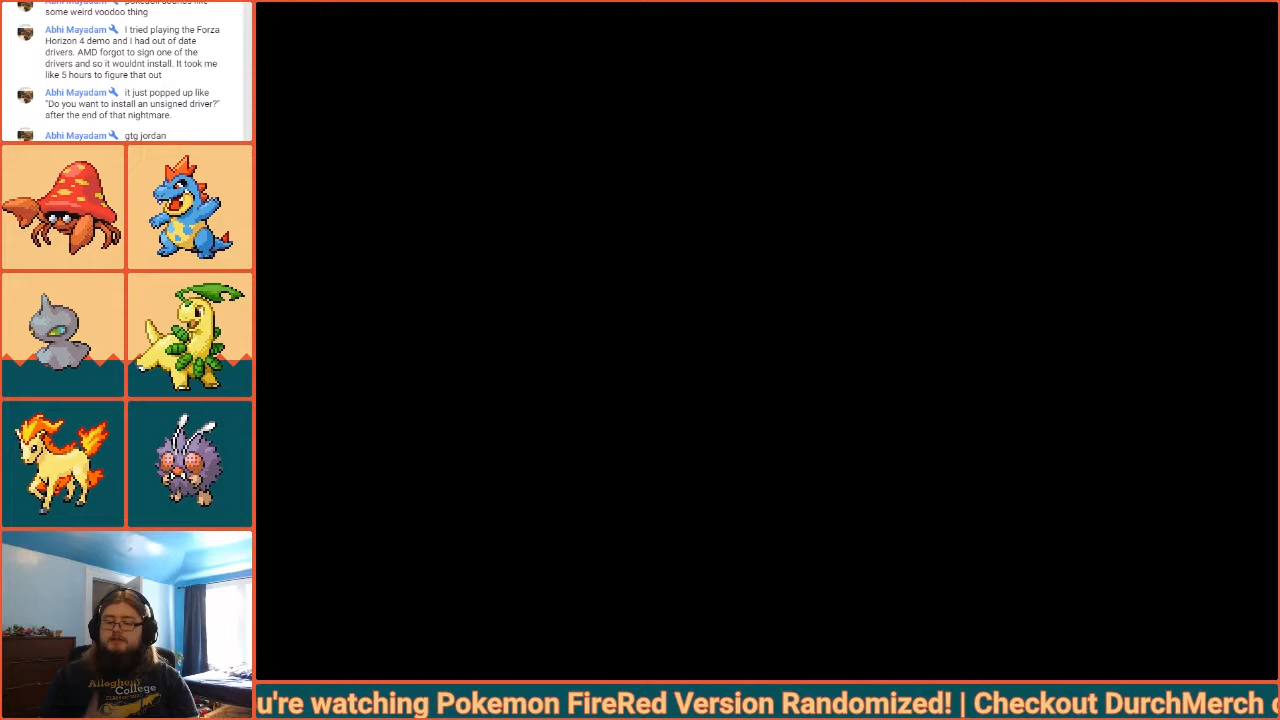 some weird voodoo thing
Abhi Mayadam I tried playing the Forza
Horizon 4 demo and I had out of date
drivers. AMD forgot to sign one of the
drivers and so it wouldnt install. It took me
like 5 hours to figure that out
Abhi Mayadam it just popped up like
"Do you want to install an unsigned driver?"
after the end of that nightmare.
Abhi Mayadam gtg jordan
Allegheny
College
u're watching Pokemon FireRed Version Randomized! | Checkout DurchMerch